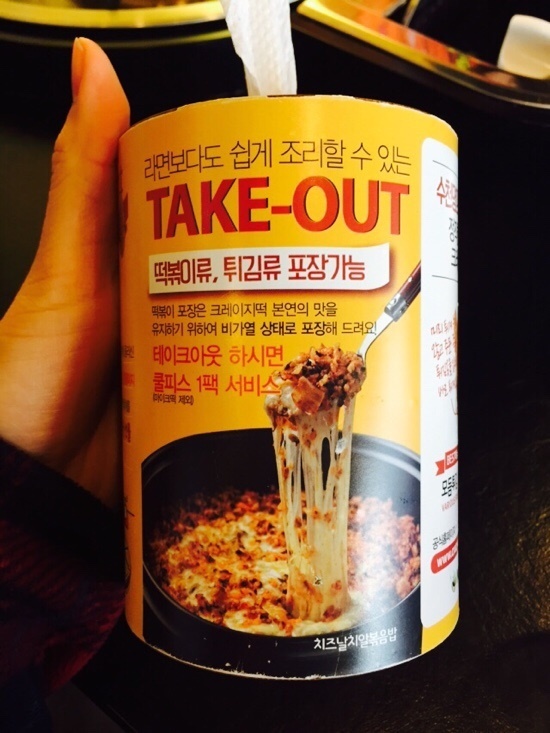 라면보다도 쉽게 조리할 수 있는
TAKE-OUT
떡볶이류, 튀김류 포장가능
떡볶이 포장은 크레이지떡 본연의 맛을
유지하기 위하여 비가열 상태로 포장해 드려요!
테이크아웃 하시면
쿨피스 1팩 서비스
치즈날치알볶음밥